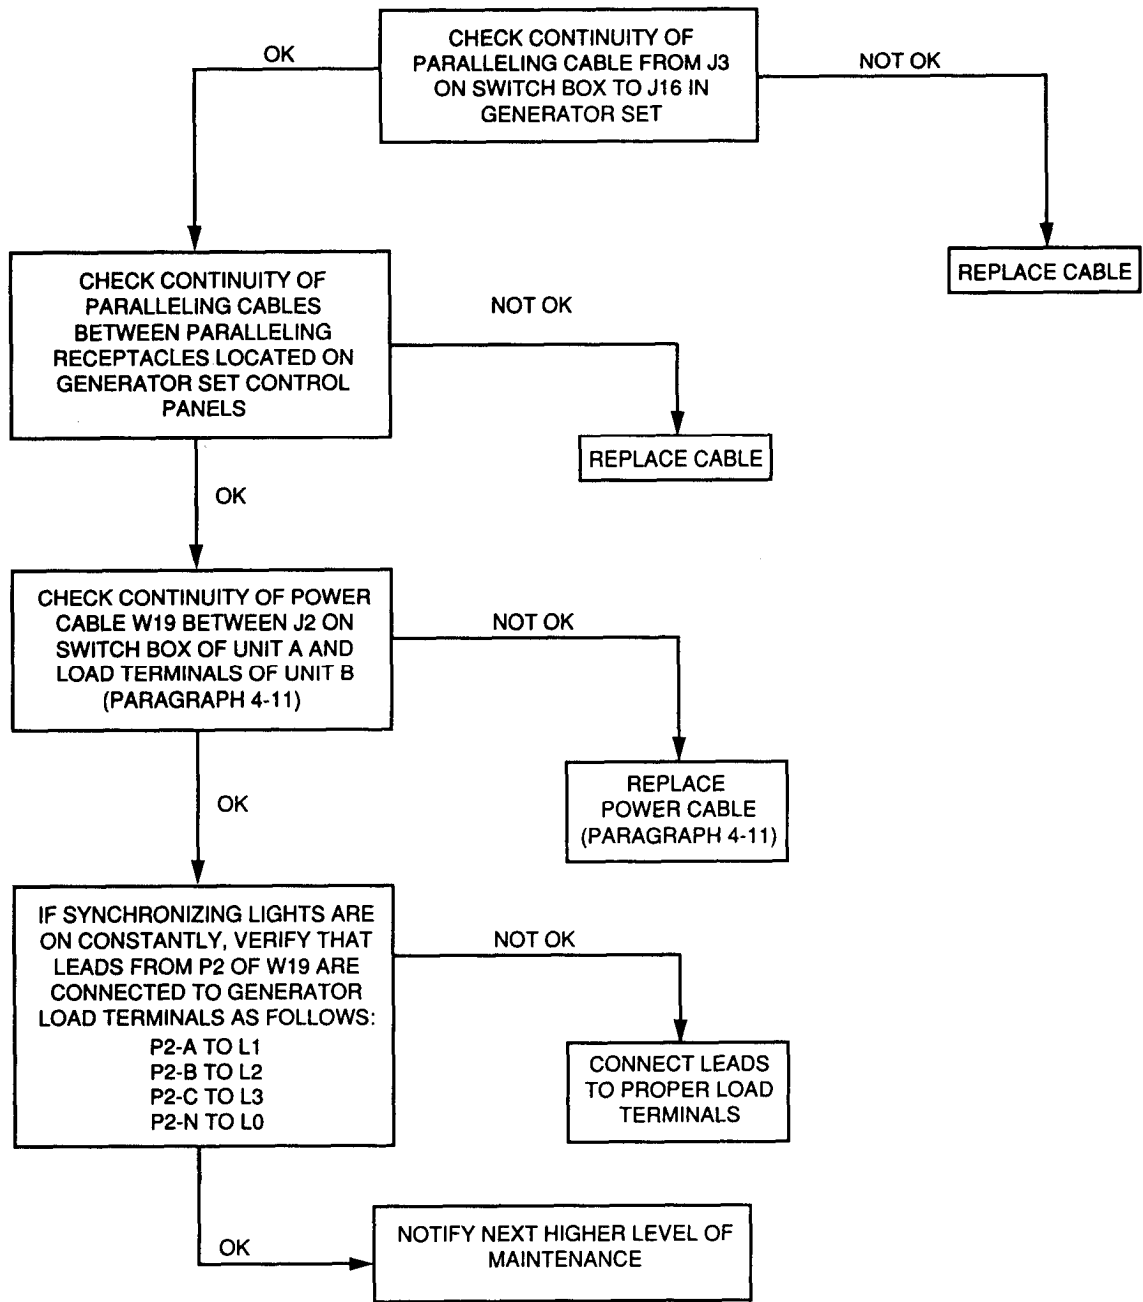 CHECK CONTINUITY OF
PARALLELING CABLE FROM J3
ON SWITCH BOX TO J16 IN
GENERATOR SET
OK
NOT OK
REPLACE CABLE
CHECK CONTINUITY OF
PARALLELING CABLES
BETWEEN PARALLELING
RECEPTACLES LOCATED ON
GENERATOR SET CONTROL
PANELS
NOT OK
REPLACE CABLE
OK
CHECK CONTINUITY OF POWER
CABLE W19 BETWEEN J2 ON
SWITCH BOX OF UNIT A AND
LOAD TERMINALS OF UNIT B
(PARAGRAPH 4-11)
NOT OK
REPLACE
POWER CABLE
(PARAGRAPH 4-11)
OK
IF SYNCHRONIZING LIGHTS ARE
ON CONSTANTLY, VERIFY THAT
LEADS FROM P2 OF W19 ARE
CONNECTED TO GENERATOR
LOAD TERMINALS AS FOLLOWS:
P2-A TO L1
P2-B TO L2
P2-C TO L3
P2-N TO L0
NOT OK
CONNECT LEADS
TO PROPER LOAD
TERMINALS
OK
NOTIFY NEXT HIGHER LEVEL OF
MAINTENANCE